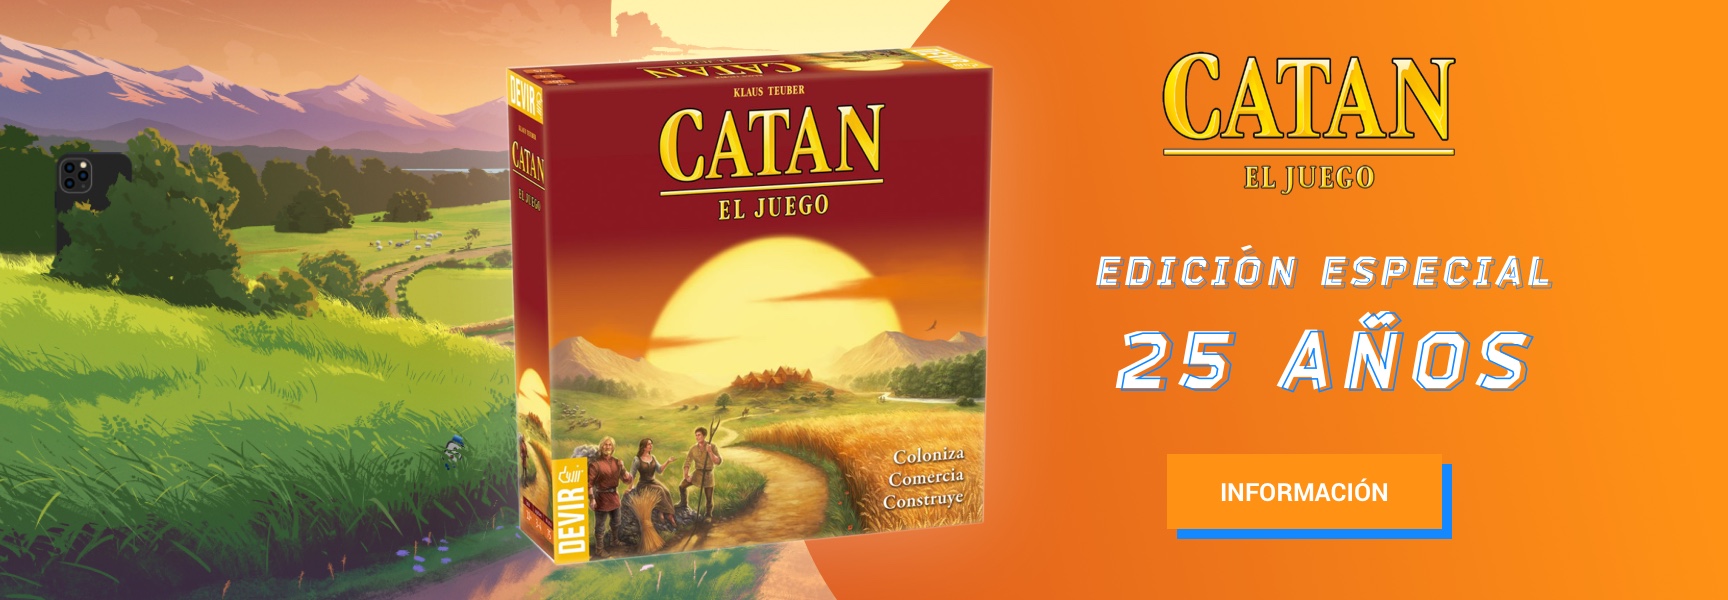 CATAN
DEVIR
KLAUS TEUBER
CATAN
EL JUEGO
CATAN
EL JUEGO
Coloniza
Comercia
Construye
DEVIR
CATAN
EL JUEGO
EDICIÓN ESPECIAL
25 AÑOS
INFORMACIÓN